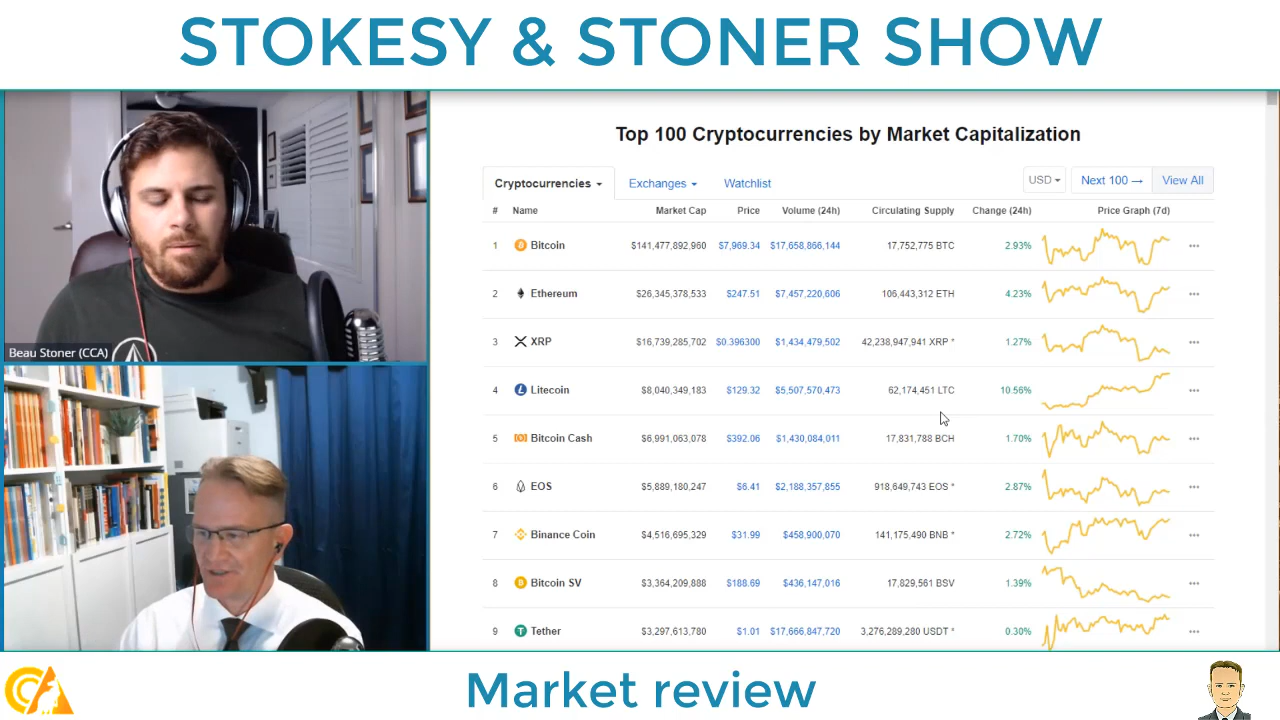 STOKESY & STONER SHOW
Beau Stoner (CCA)
Top 100 Cryptocurrencies by Market Capitalization
Cryptocurrencies Exchanges Watchlist USD Next 100 → View All
# Name Market Cap Price Volume (24h) Circulating Supply Change (24h) Price Graph (7d)
1 Bitcoin $141,477,892,960 $7,969.34 $17,658,866,144 17,752,775 BTC 2.93%
2 Ethereum $26,345,378,533 $247.51 $7,457,220,606 106,443,312 ETH 4.23%
3 XRP $16,739,285,702 $0.396300 $1,434,479,502 42,238,947,941 XRP * 1.27%
4 Litecoin $8,040,349,183 $129.32 $5,507,570,473 62,174,451 LTC 10.56%
5 Bitcoin Cash $6,991,063,078 $392.06 $1,430,084,011 17,831,788 BCH 1.70%
6 EOS $5,889,180,247 $6.41 $2,188,357,855 918,649,743 EOS * 2.87%
7 Binance Coin $4,516,695,329 $31.99 $458,900,070 141,175,490 BNB * 2.72%
8 Bitcoin SV $3,364,209,888 $188.69 $436,147,016 17,829,561 BSV 1.39%
9 Tether $3,297,613,780 $1.01 $17,666,847,720 3,276,289,280 USDT * 0.30%
Market review